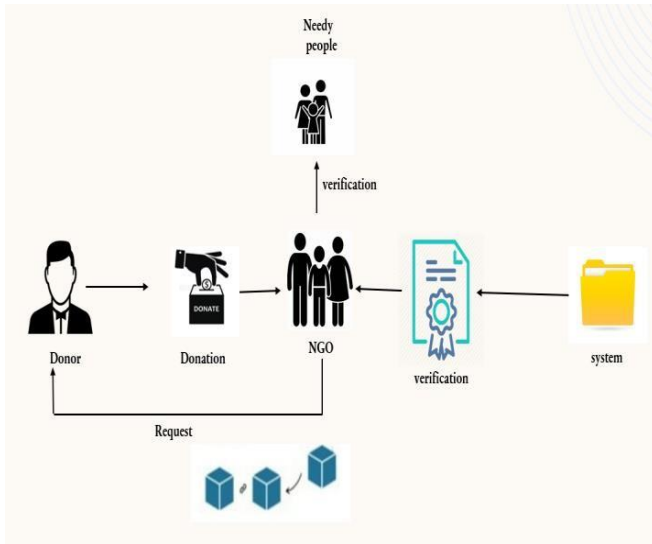 Needy
people
verification
DONATE
Donor
Donation
NGO
verification
system
Request